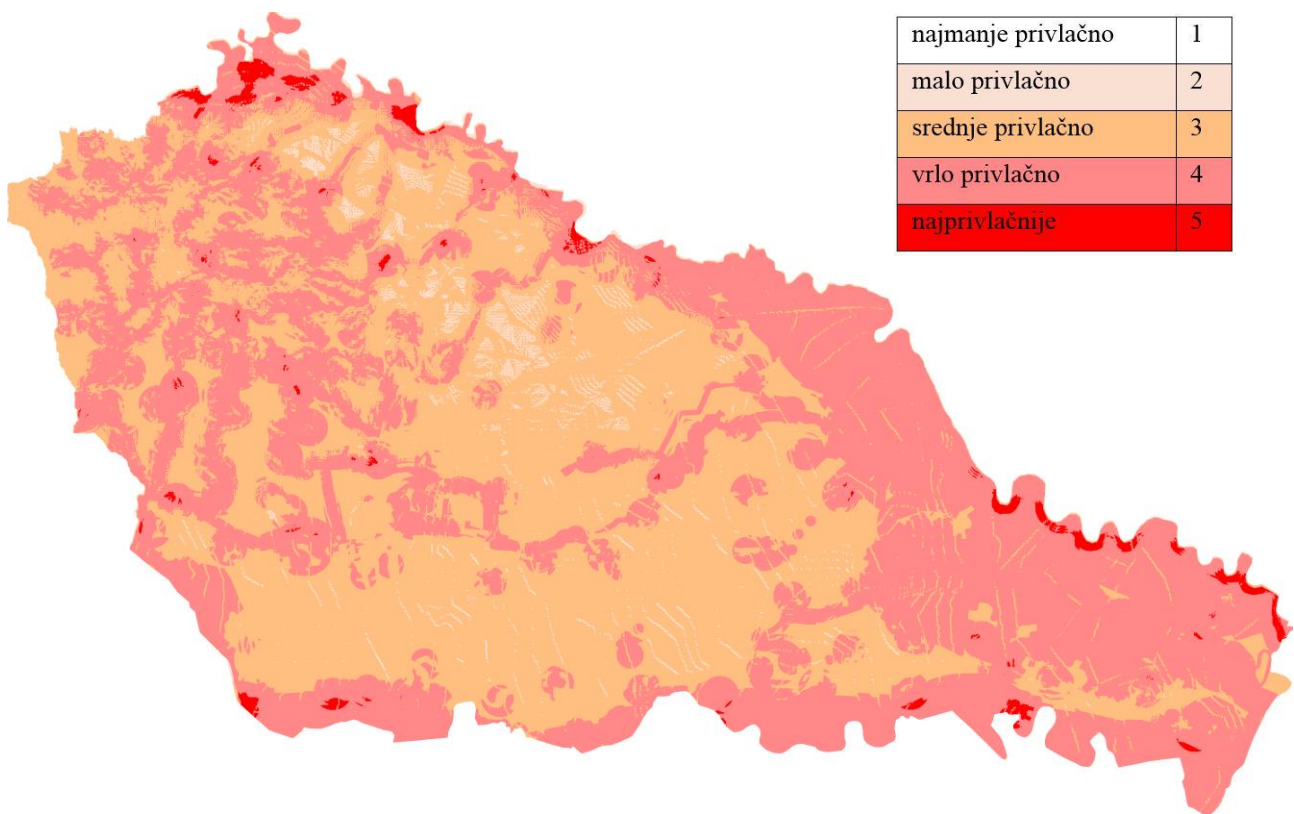 najmanje privlačno 1
malo privlačno 2
srednje privlačno 3
vrlo privlačno 4
najprivlačnije 5